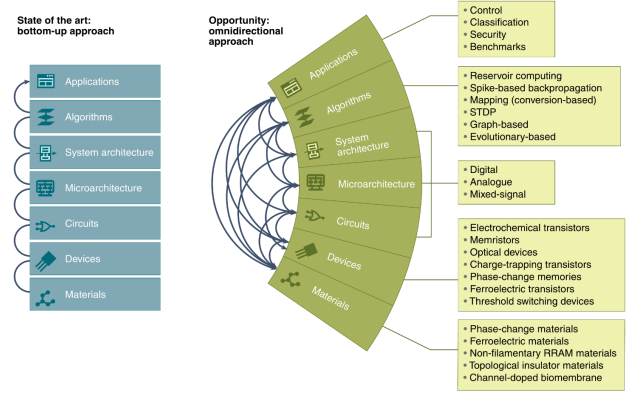 State of the art:
bottom-up approach
Applications
Algorithms
System architecture
Microarchitecture
Circuits
Devices
Materials
Opportunity:
omnidirectional
approach
Applications
Algorithms
System
architecture
Microarchitecture
Circuits
Devices
Materials
• Control
• Classification
• Security
• Benchmarks
• Reservoir computing
• Spike-based backpropagation
• Mapping (conversion-based)
• STDP
• Graph-based
• Evolutionary-based
• Digital
• Analogue
• Mixed-signal
• Electrochemical transistors
• Memristors
• Optical devices
• Charge-trapping transistors
• Phase-change memories
• Ferroelectric transistors
• Threshold switching devices
• Phase-change materials
• Ferroelectric materials
• Non-filamentary RRAM materials
• Topological insulator materials
• Channel-doped biomembrane